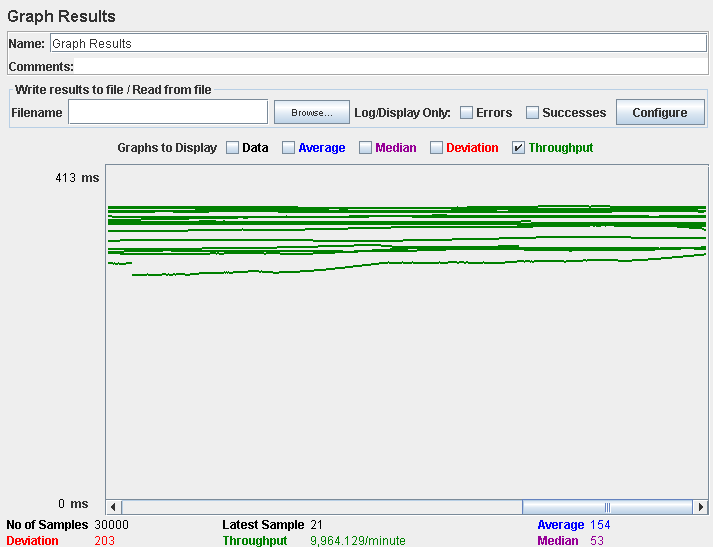 Graph Results
Name: Graph Results
Comments:
Write results to file / Read from file
Filename Browse... Log/Display Only: Errors Successes Configure
Graphs to Display Data Average Median Deviation Throughput
413 ms
0 ms
No of Samples 30000 Latest Sample 21 Average 154
Deviation 203 Throughput 9,964.129/minute Median 53